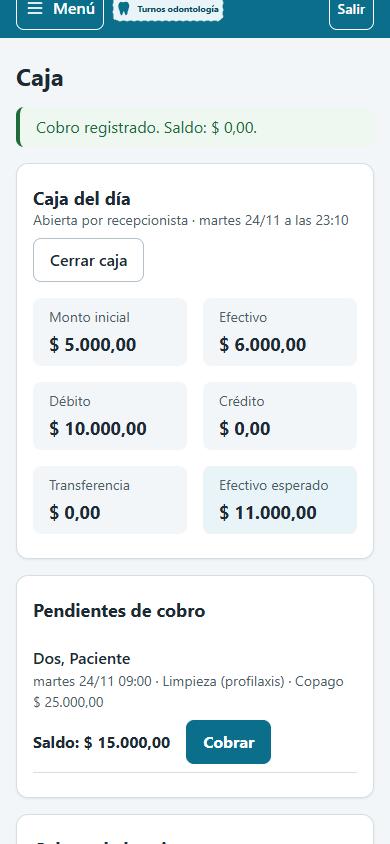 Menú
Turnos odontología
Salir
Caja
Cobro registrado. Saldo: $ 0,00.
Caja del día
Abierta por recepcionista · martes 24/11 a las 23:10
Cerrar caja
Monto inicial
$ 5.000,00
Efectivo
$ 6.000,00
Débito
$ 10.000,00
Crédito
$ 0,00
Transferencia
$ 0,00
Efectivo esperado
$ 11.000,00
Pendientes de cobro
Dos, Paciente
martes 24/11 09:00 · Limpieza (profilaxis) · Copago
$ 25.000,00
Saldo: $ 15.000,00
Cobrar